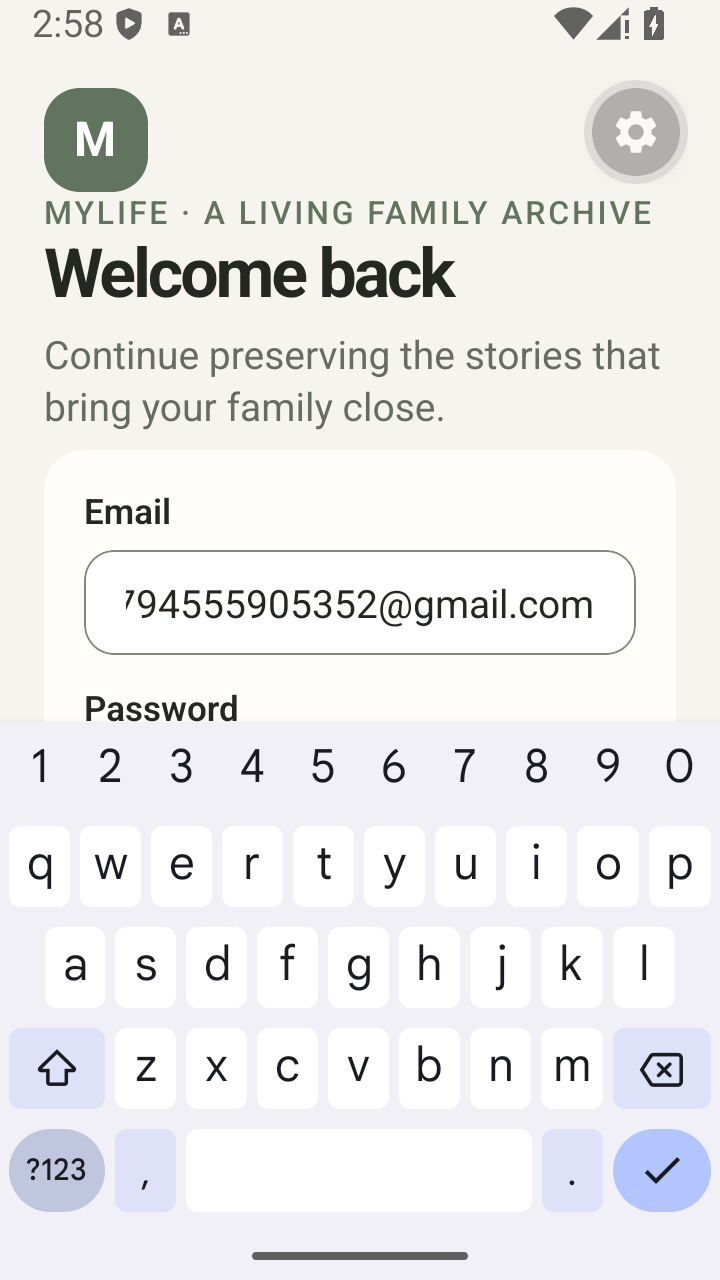 2:58
M
MYLIFE · A LIVING FAMILY ARCHIVE
Welcome back
Continue preserving the stories that
bring your family close.
Email
794555905352@gmail.com
Password
1 2 3 4 5 6 7 8 9 0
q w e r t y u i o p
a s d f g h j k l
z x c v b n m
?123 , .